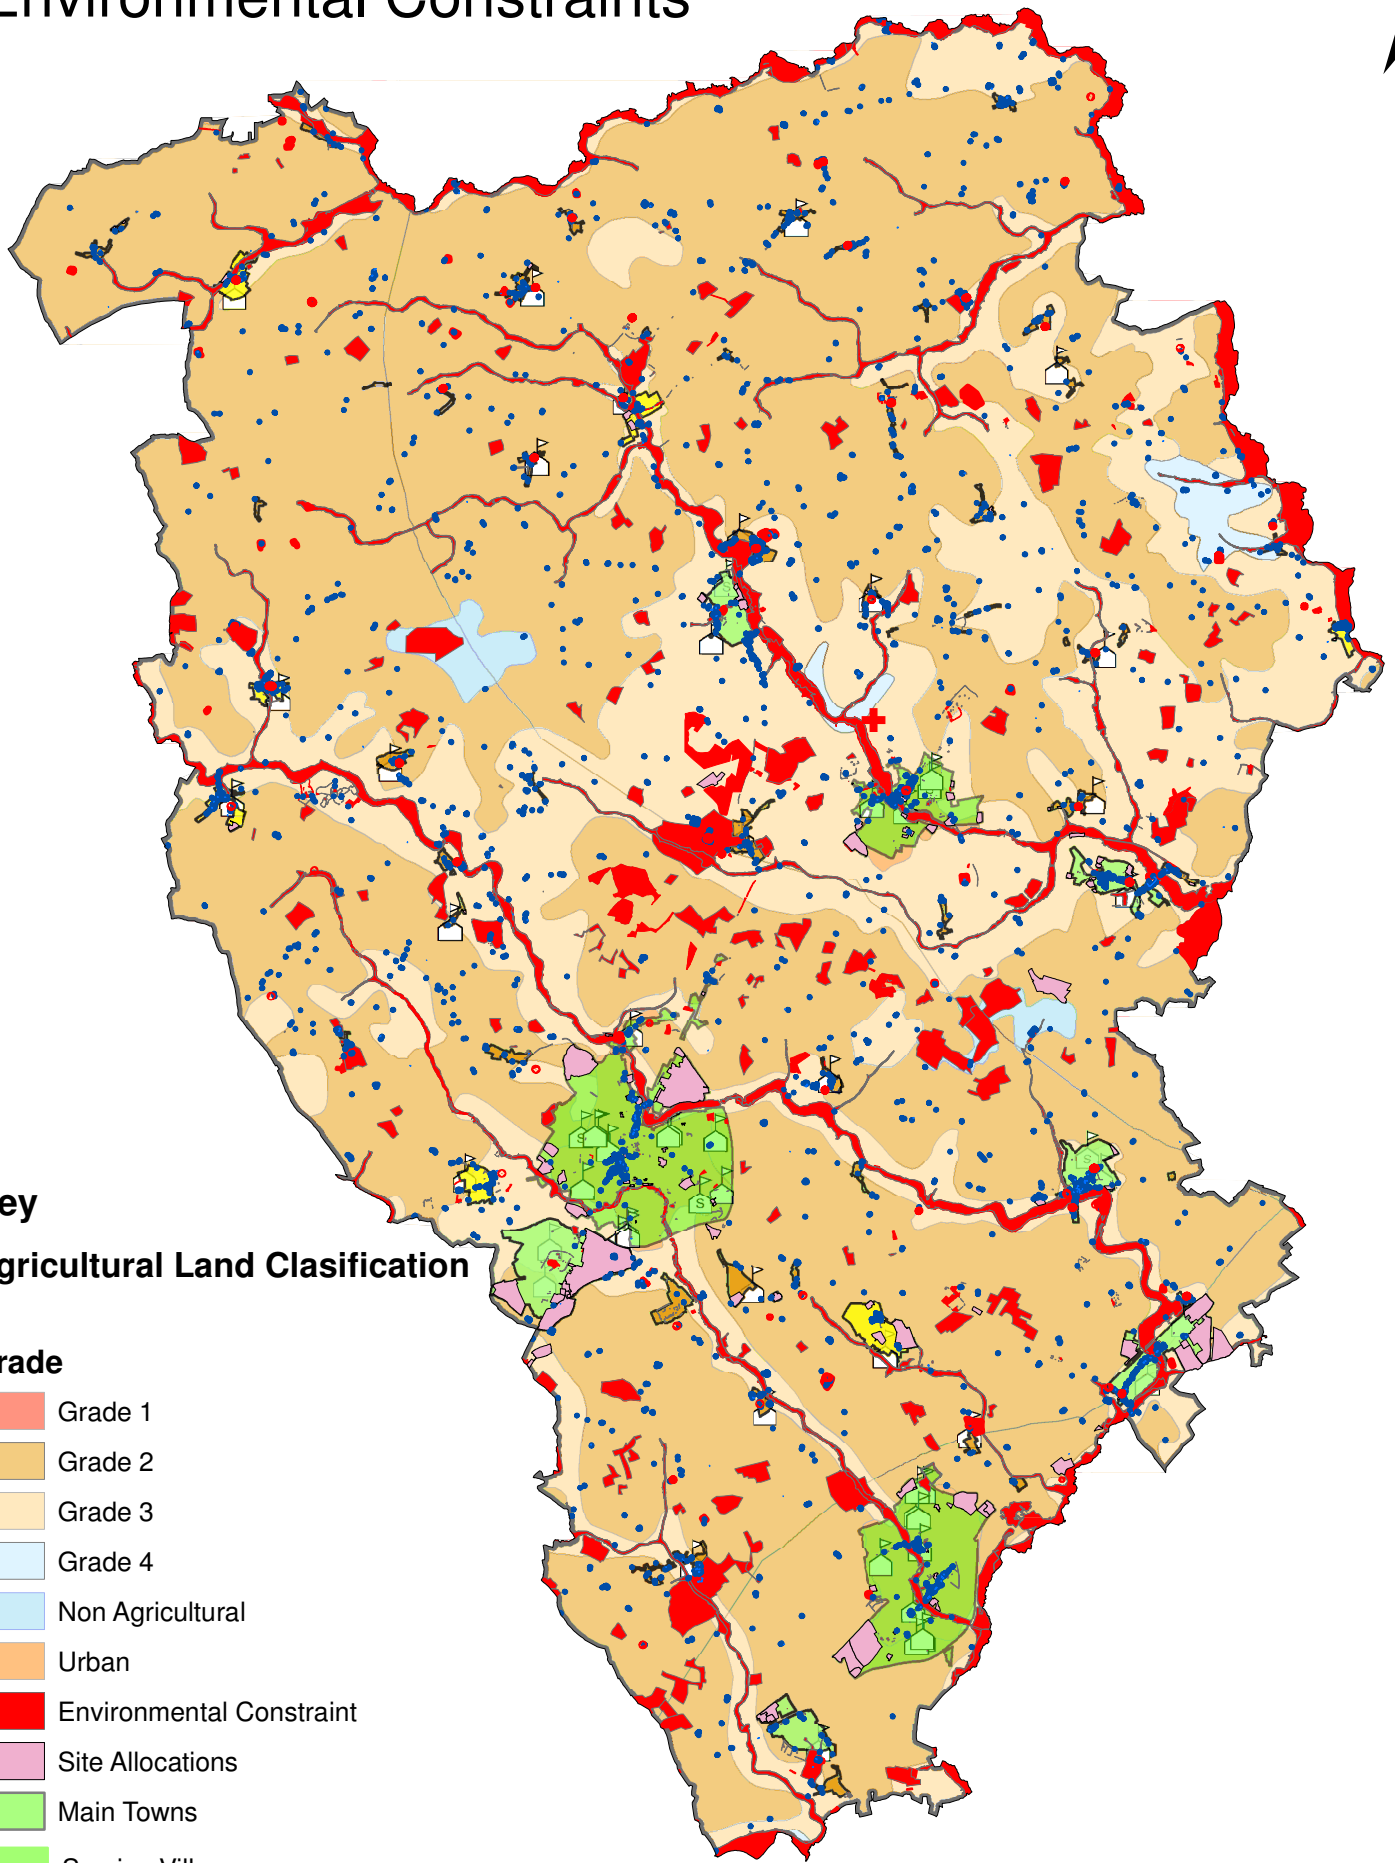 Environmental Constraints
ey
gricultural Land Clasification
rade
Grade 1
Grade 2
Grade 3
Grade 4
Non Agricultural
Urban
Environmental Constraint
Site Allocations
Main Towns